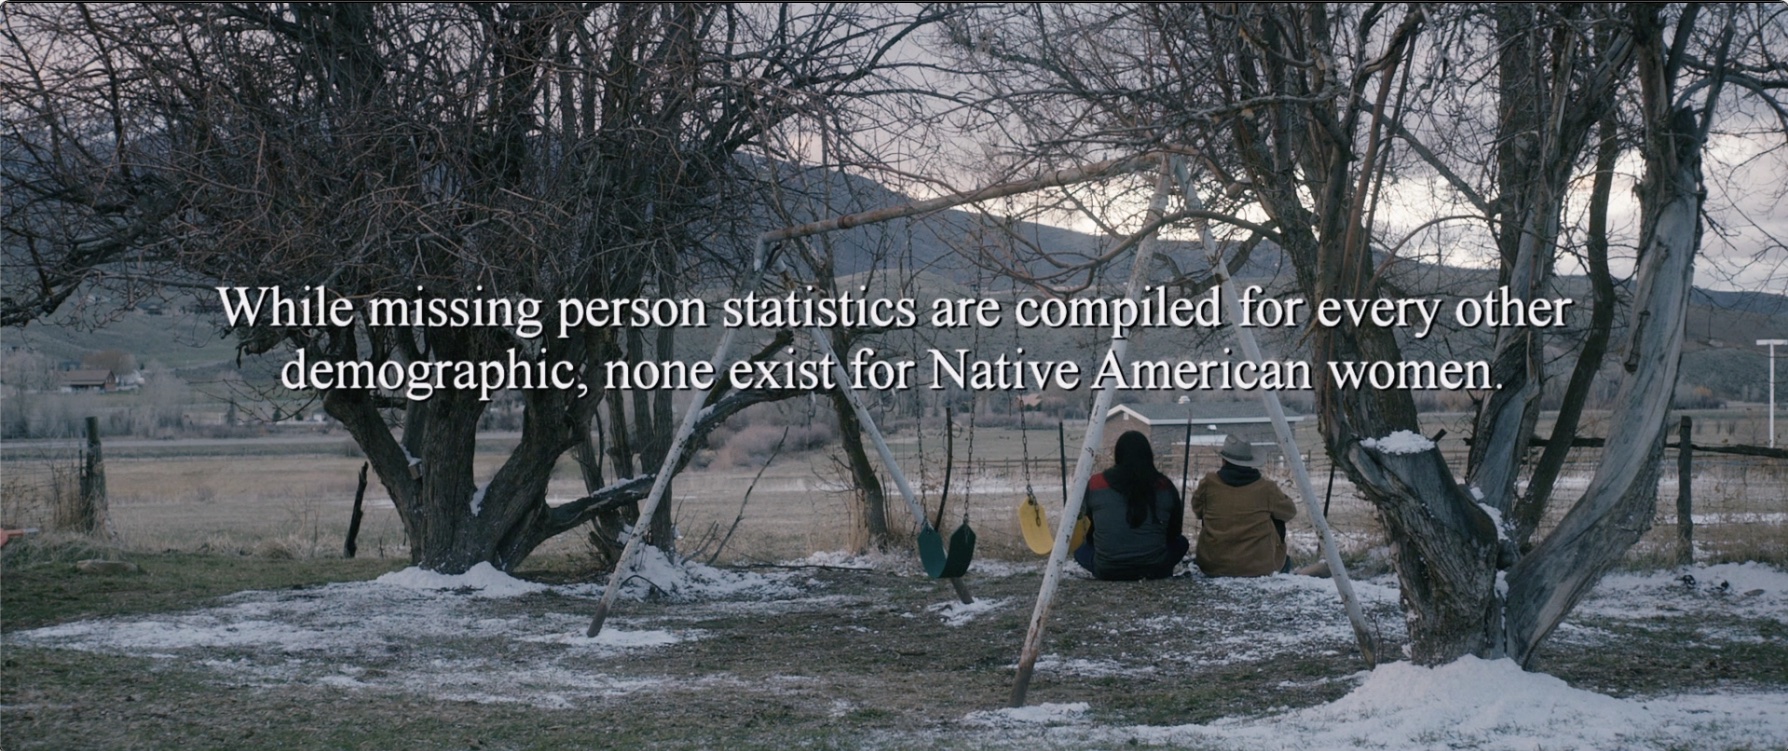 While missing person statistics are compiled for every other
demographic, none exist for Native American women.